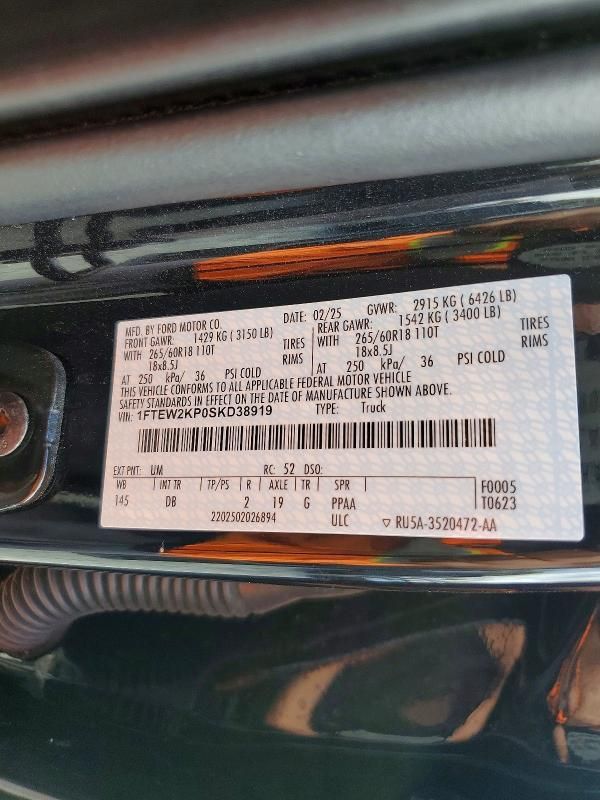 MFD. BY FORD MOTOR CO. DATE: 02/25 GVWR: 2915 KG ( 6426 LB)
FRONT GAWR: 1429 KG ( 3150 LB) REAR GAWR: 1542 KG ( 3400 LB)
WITH 265/60R18 110T TIRES WITH 265/60R18 110T TIRES
18x8.5J RIMS 18x8.5J RIMS
AT 250 kPa/ 36 PSI COLD AT 250 kPa/ 36 PSI COLD
THIS VEHICLE CONFORMS TO ALL APPLICABLE FEDERAL MOTOR VEHICLE
SAFETY STANDARDS IN EFFECT ON THE DATE OF MANUFACTURE SHOWN ABOVE.
VIN: 1FTEW2KP0SKD38919 TYPE: Truck
EXT PNT: UM RC: 52 DSO:
WB INT TR TP/PS R AXLE TR SPR F0005
145 DB 2 19 G PPAA T0623
2202502026894 ULC ▽ RU5A-3520472-AA